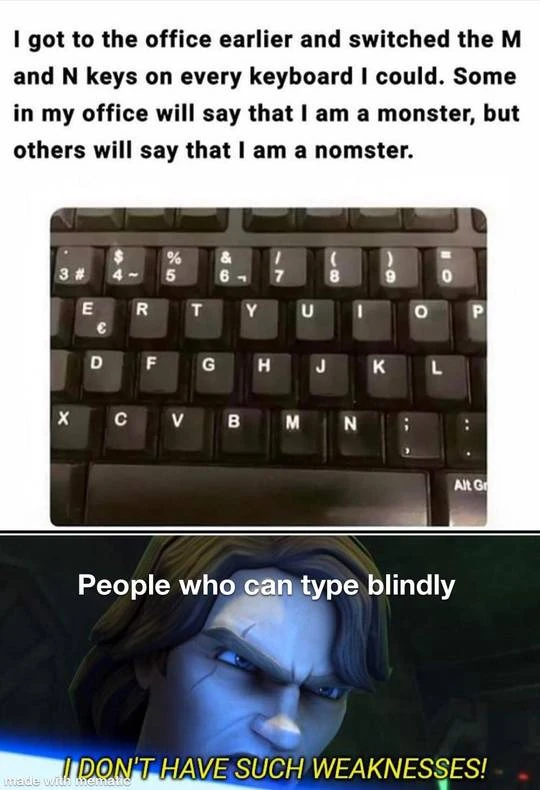 I got to the office earlier and switched the M
and N keys on every keyboard I could. Some
in my office will say that I am a monster, but
others will say that I am a nomster.
· $ % & / ( ) =
3 # 4 ~ 5 6 ¬ 7 8 9 0
E R T Y U I O P
€
D F G H J K L
X C V B M N ; :
, .
Alt Gr
People who can type blindly
I DON'T HAVE SUCH WEAKNESSES!
made with mematic